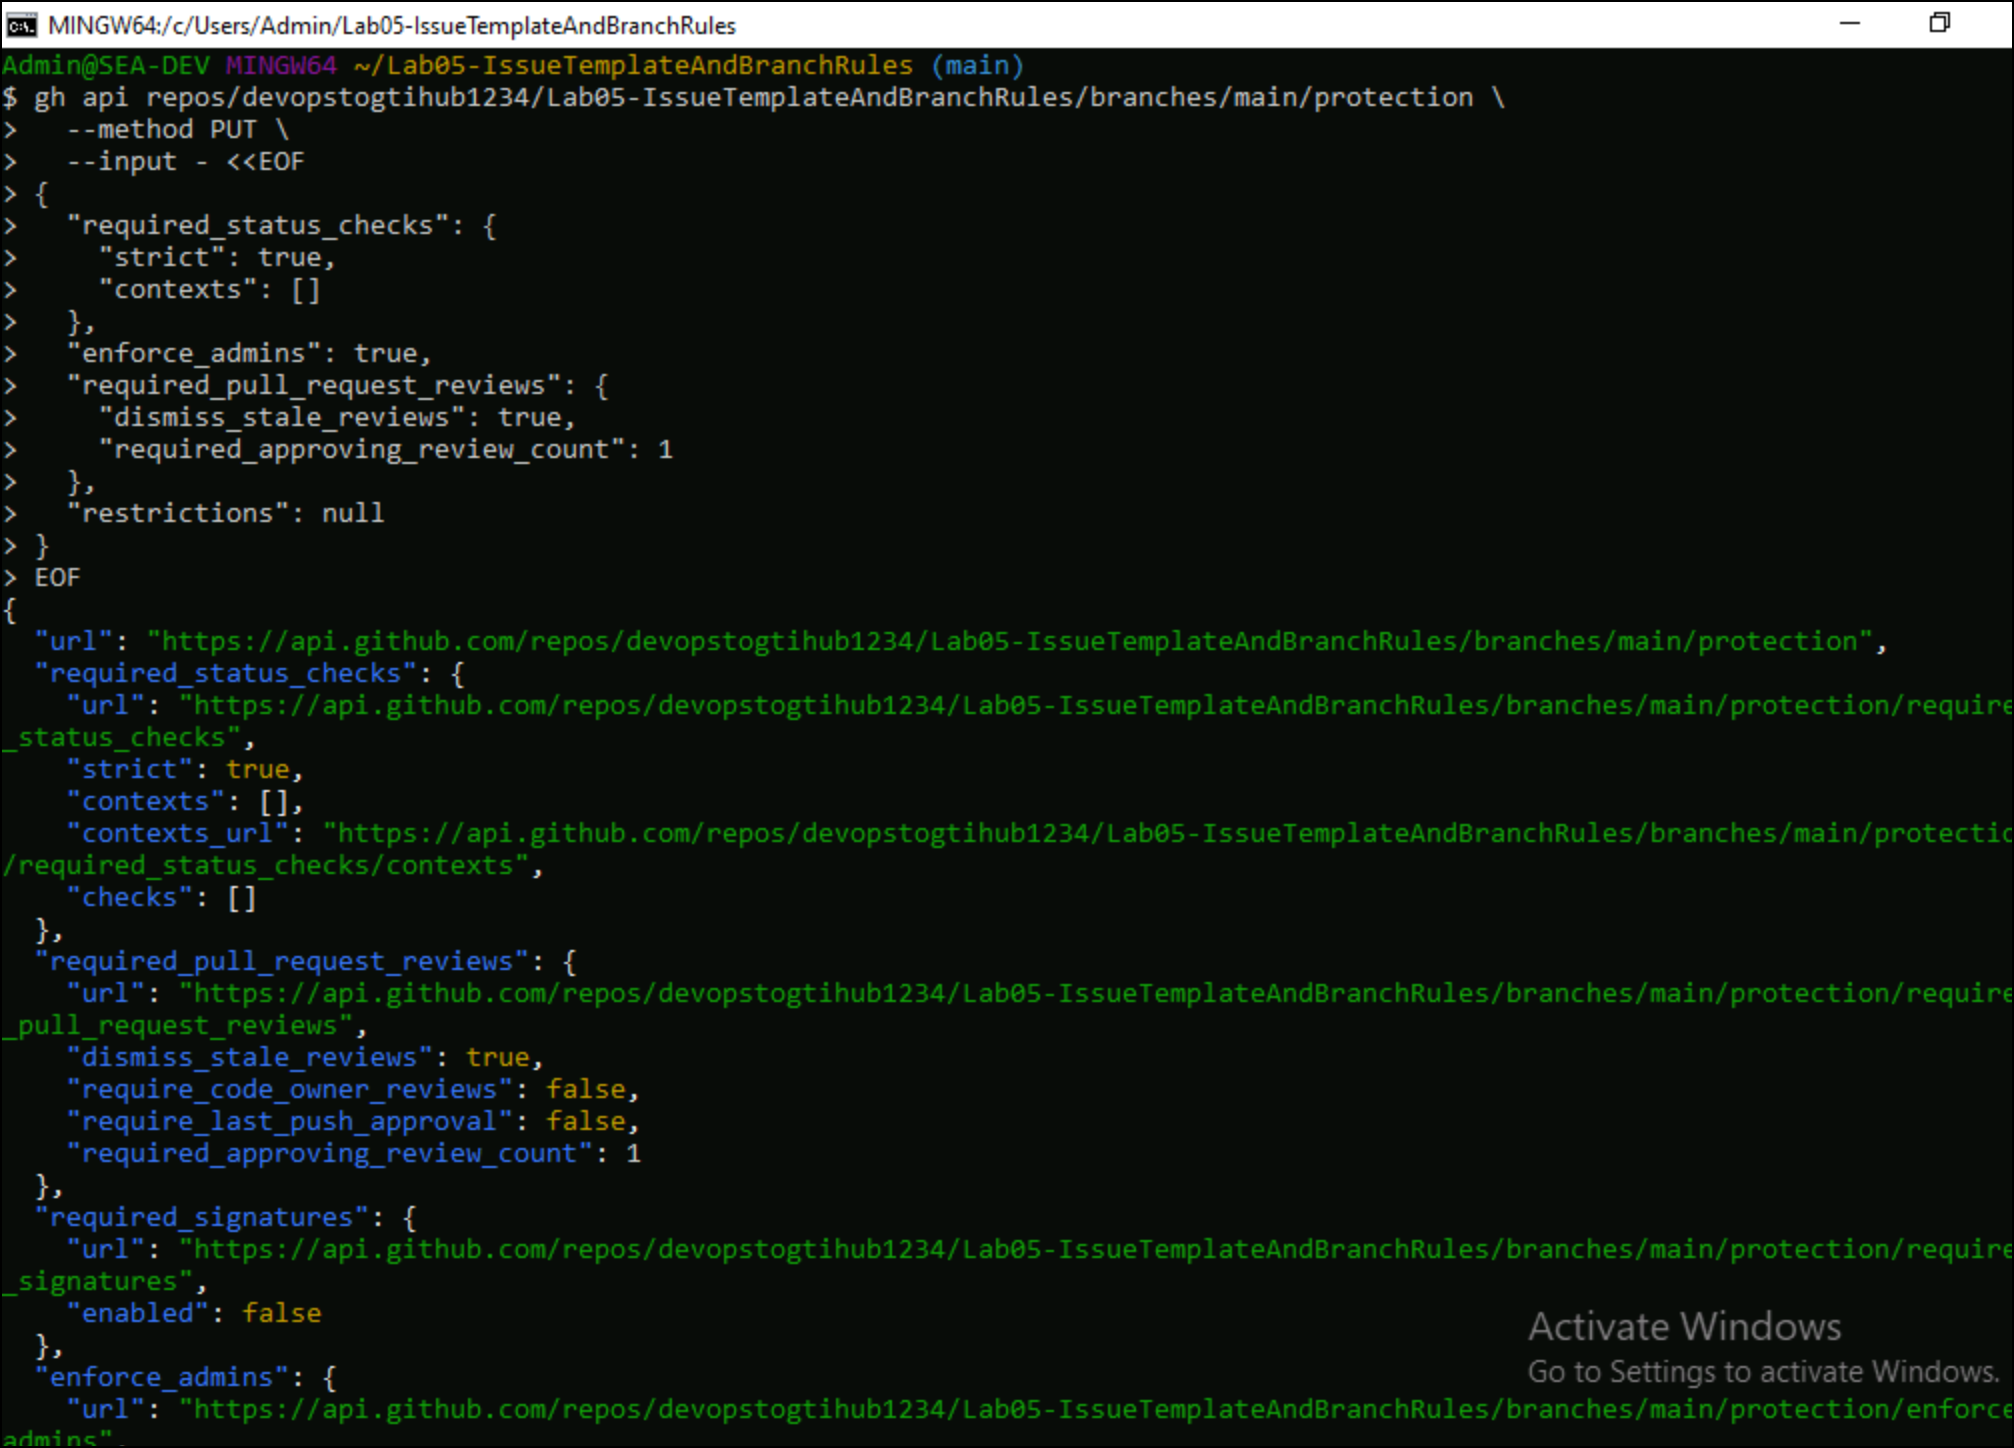 MINGW64:/c/Users/Admin/Lab05-IssueTemplateAndBranchRules
Admin@SEA-DEV MINGW64 ~/Lab05-IssueTemplateAndBranchRules (main)
$ gh api repos/devopstogtihub1234/Lab05-IssueTemplateAndBranchRules/branches/main/protection \
>   --method PUT \
>   --input - <<EOF
> {
>   "required_status_checks": {
>     "strict": true,
>     "contexts": []
>   },
>   "enforce_admins": true,
>   "required_pull_request_reviews": {
>     "dismiss_stale_reviews": true,
>     "required_approving_review_count": 1
>   },
>   "restrictions": null
> }
> EOF
{
  "url": "https://api.github.com/repos/devopstogtihub1234/Lab05-IssueTemplateAndBranchRules/branches/main/protection",
  "required_status_checks": {
    "url": "https://api.github.com/repos/devopstogtihub1234/Lab05-IssueTemplateAndBranchRules/branches/main/protection/require
_status_checks",
    "strict": true,
    "contexts": [],
    "contexts_url": "https://api.github.com/repos/devopstogtihub1234/Lab05-IssueTemplateAndBranchRules/branches/main/protectio
/required_status_checks/contexts",
    "checks": []
  },
  "required_pull_request_reviews": {
    "url": "https://api.github.com/repos/devopstogtihub1234/Lab05-IssueTemplateAndBranchRules/branches/main/protection/require
_pull_request_reviews",
    "dismiss_stale_reviews": true,
    "require_code_owner_reviews": false,
    "require_last_push_approval": false,
    "required_approving_review_count": 1
  },
  "required_signatures": {
    "url": "https://api.github.com/repos/devopstogtihub1234/Lab05-IssueTemplateAndBranchRules/branches/main/protection/require
_signatures",
    "enabled": false
  },
  "enforce_admins": {
    "url": "https://api.github.com/repos/devopstogtihub1234/Lab05-IssueTemplateAndBranchRules/branches/main/protection/enforce
admins",
Activate Windows
Go to Settings to activate Windows.